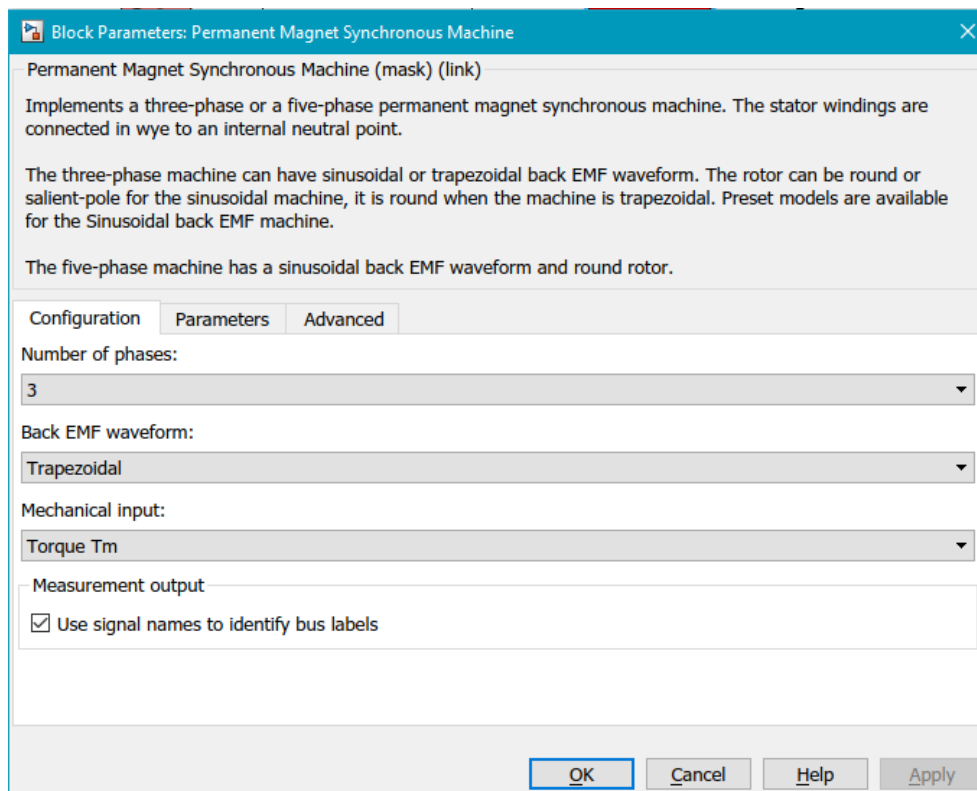 Block Parameters: Permanent Magnet Synchronous Machine
Permanent Magnet Synchronous Machine (mask) (link)
Implements a three-phase or a five-phase permanent magnet synchronous machine. The stator windings are
connected in wye to an internal neutral point.
The three-phase machine can have sinusoidal or trapezoidal back EMF waveform. The rotor can be round or
salient-pole for the sinusoidal machine, it is round when the machine is trapezoidal. Preset models are available
for the Sinusoidal back EMF machine.
The five-phase machine has a sinusoidal back EMF waveform and round rotor.
Configuration Parameters Advanced
Number of phases:
3
Back EMF waveform:
Trapezoidal
Mechanical input:
Torque Tm
Measurement output
Use signal names to identify bus labels
OK Cancel Help Apply